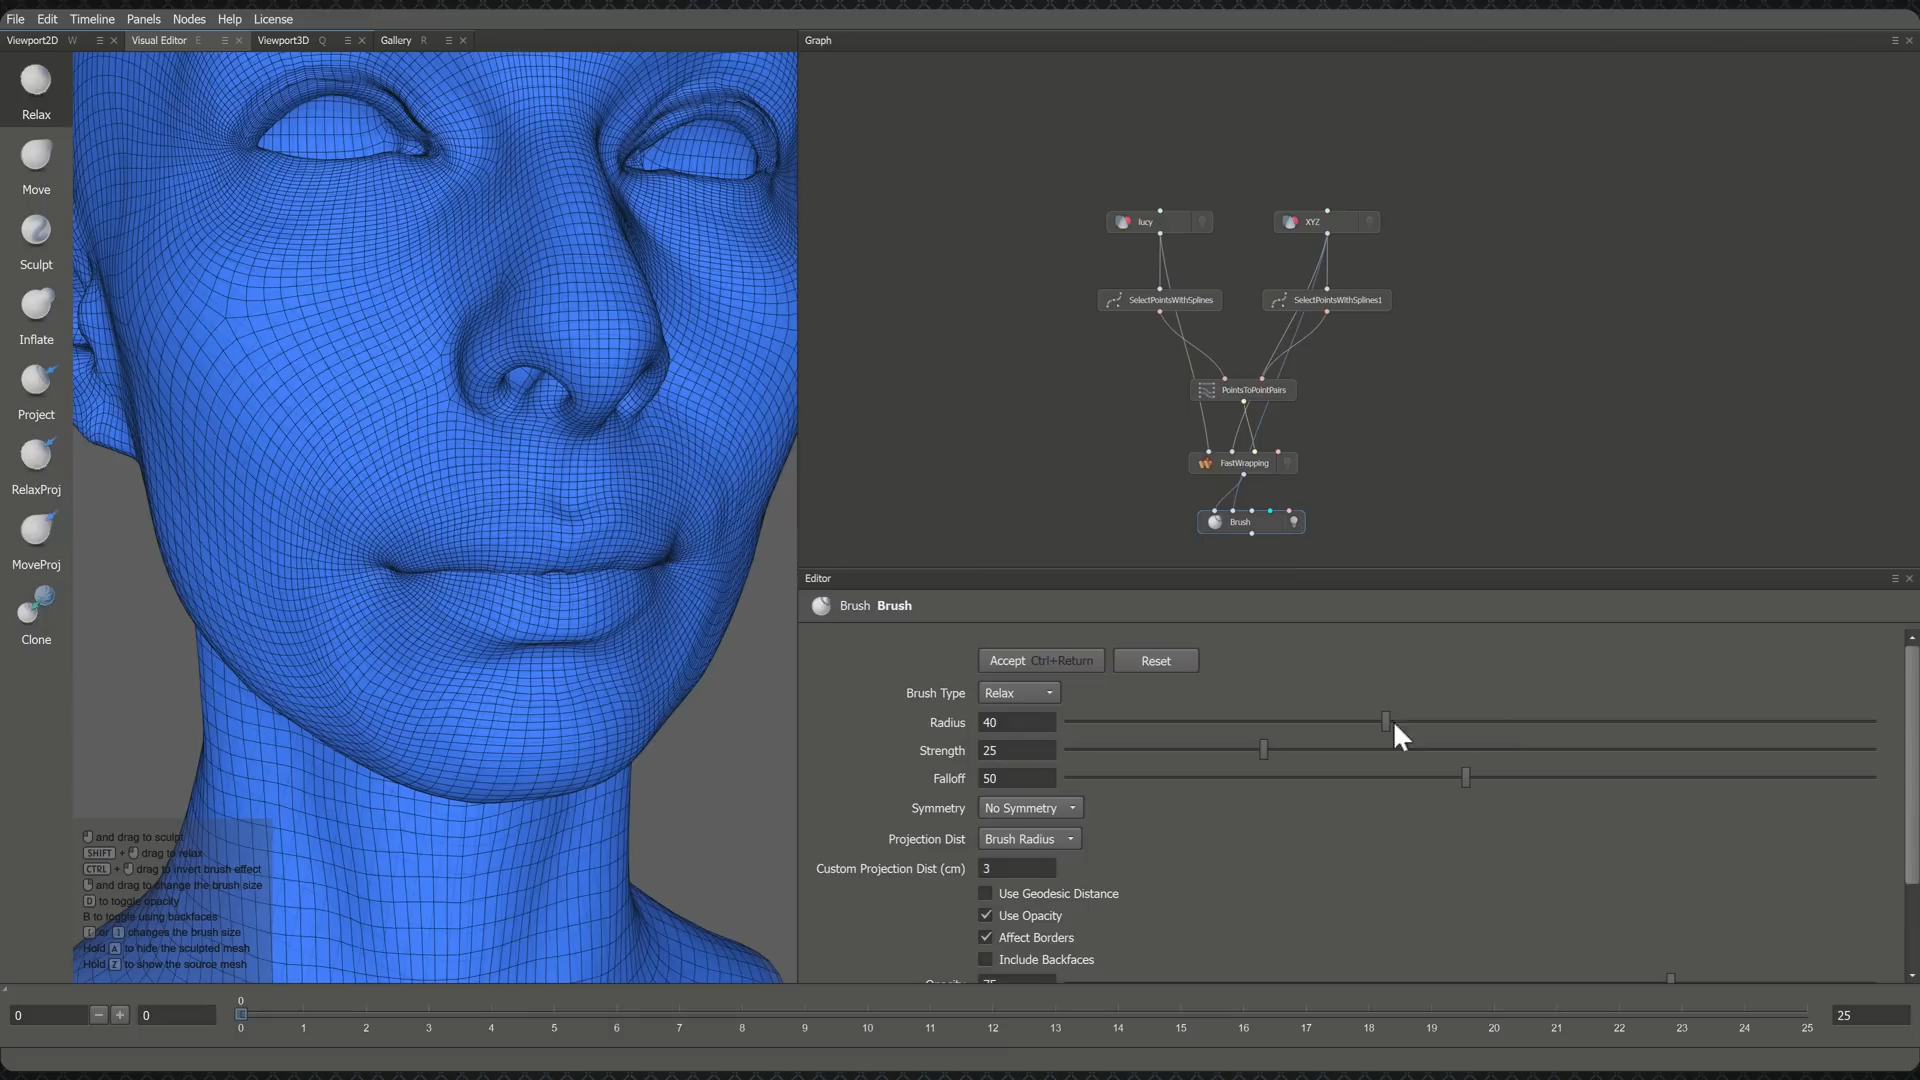 File Edit Timeline Panels Nodes Help License
Viewport2D W Visual Editor E Viewport3D Q Gallery R
Graph
Relax
Move
Sculpt
Inflate
Project
RelaxProj
MoveProj
Clone
lucy
XYZ
SelectPointsWithSplines
SelectPointsWithSplines1
PointsToPointPairs
FastWrapping
Brush
Editor
Brush Brush
Accept Ctrl+Return Reset
Brush Type Relax
Radius 40
Strength 25
Falloff 50
Symmetry No Symmetry
Projection Dist Brush Radius
Custom Projection Dist (cm) 3
Use Geodesic Distance
Use Opacity
Affect Borders
Include Backfaces
and drag to sculpt
SHIFT + drag to relax
CTRL + drag to invert brush effect
and drag to change the brush size
D to toggle opacity
B to toggle using backfaces
[ or ] changes the brush size
Hold A to hide the sculpted mesh
Hold Z to show the source mesh
0 − + 0
0
0 1 2 3 4 5 6 7 8 9 10 11 12 13 14 15 16 17 18 19 20 21 22 23 24 25
25